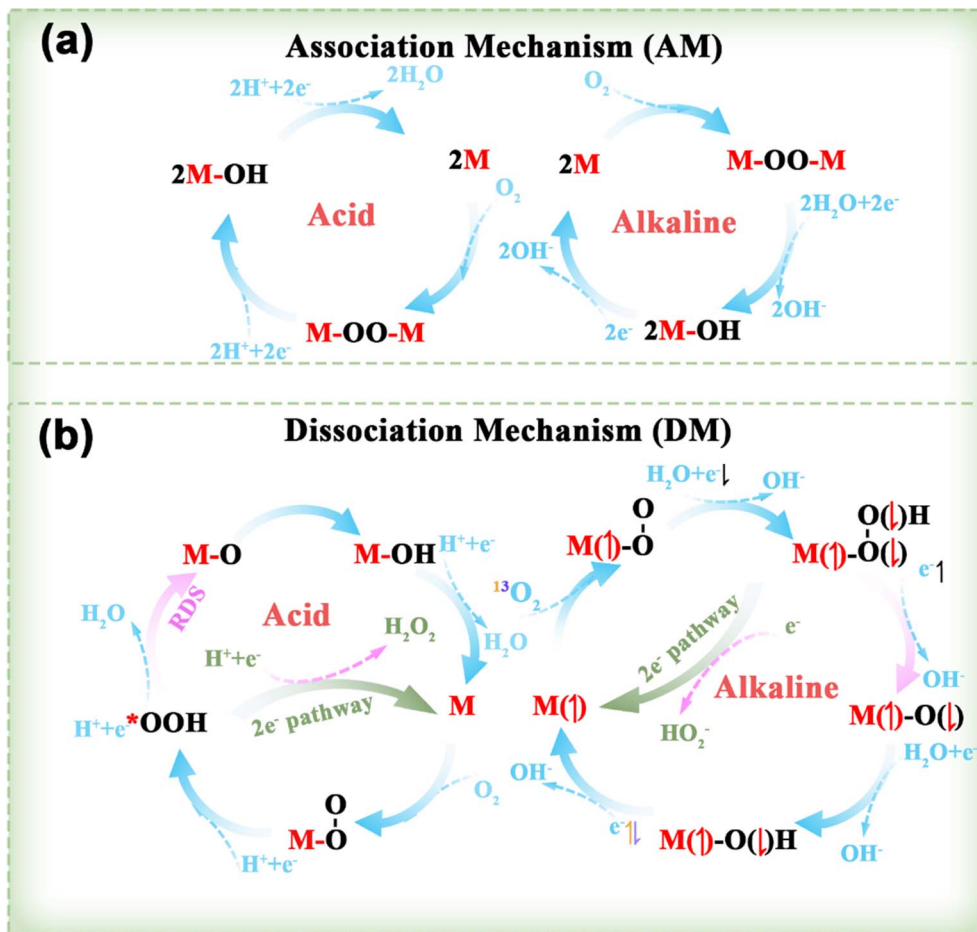 (a)
Association Mechanism (AM)
2H⁺+2e⁻
2H₂O
O₂
2M-OH
2M
2M
M-OO-M
O₂
2H₂O+2e⁻
Acid
Alkaline
2OH⁻
2OH⁻
M-OO-M
2e⁻
2M-OH
2H⁺+2e⁻
(b)
Dissociation Mechanism (DM)
H₂O+e⁻⇂
OH⁻
O
M(↿)-O
O(⇂)H
M(↿)-O(⇂)
e⁻↿
M-O
M-OH
H⁺+e⁻
¹³O₂
H₂O
RDS
Acid
H₂O₂
H₂O
2e⁻ pathway
e⁻
H⁺+e⁻
Alkaline
OH⁻
H⁺+e⁻
*OOH
2e⁻ pathway
M
M(↿)
HO₂⁻
M(↿)-O(⇂)
H₂O+e⁻
O₂
OH⁻
O
M-O
e⁻↿⇂
M(↿)-O(⇂)H
OH⁻
H⁺+e⁻